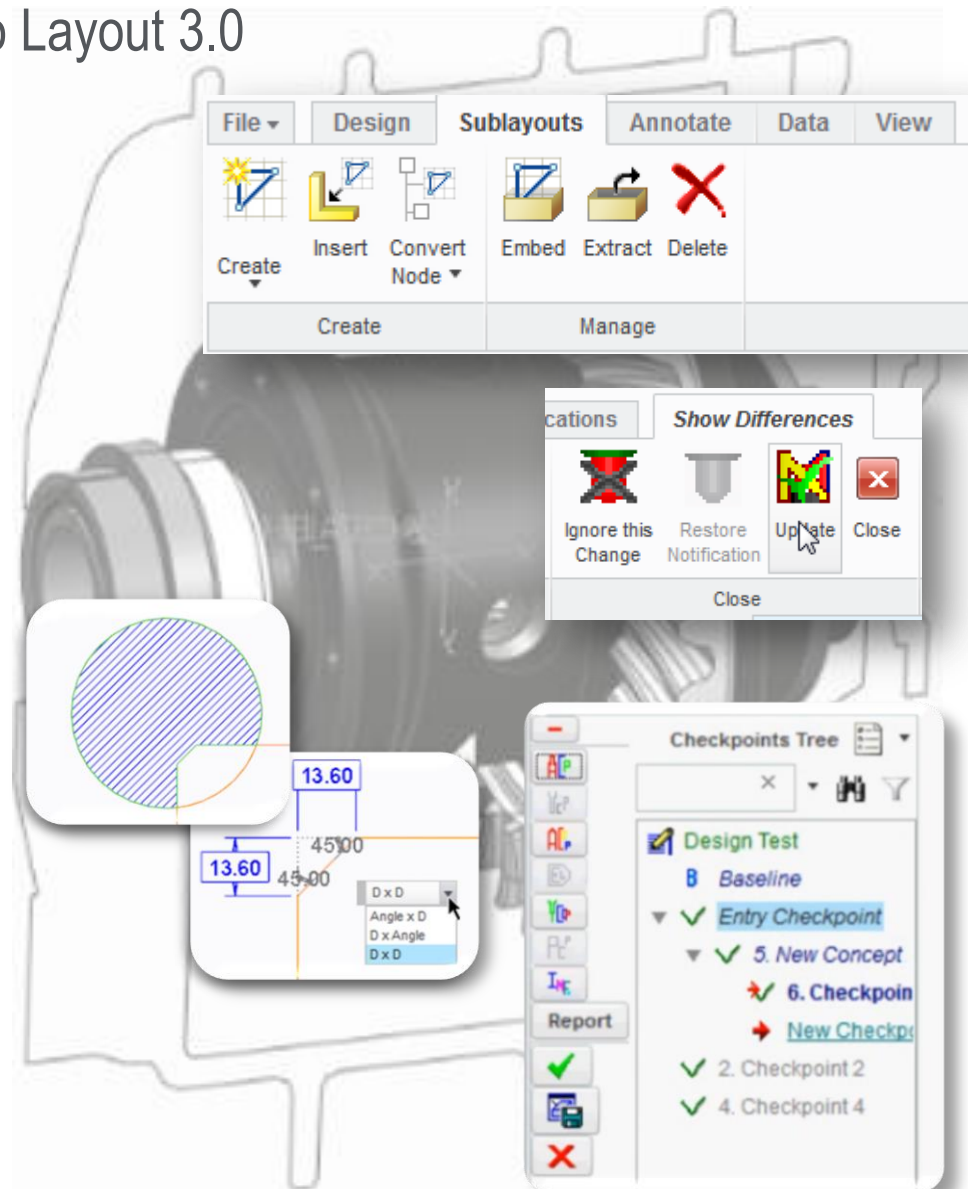 Layout 3.0
File Design Sublayouts Annotate Data View
Create Insert Convert Node Embed Extract Delete
Create Manage
cations Show Differences
Ignore this Change Restore Notification Update Close
Close
13.60
45.00
13.60
45.00
D x D
Angle x D
D x Angle
D x D
Checkpoints Tree
Design Test
B Baseline
Entry Checkpoint
5. New Concept
6. Checkpoin
New Checkpo
Report
2. Checkpoint 2
4. Checkpoint 4